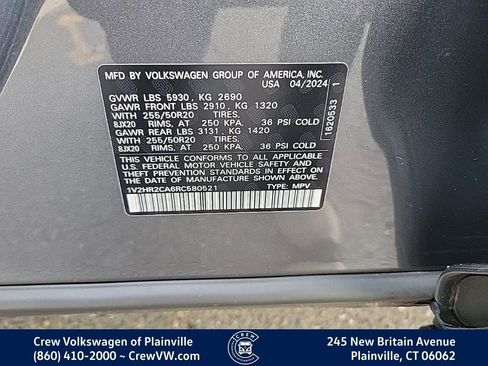 MFD BY VOLKSWAGEN GROUP OF AMERICA, INC.
USA 04/2024
GVWR LBS 5930, KG 2690
GAWR FRONT LBS 2910, KG 1320
WITH 255/50R20 TIRES,
8JX20 RIMS, AT 250 KPA, 36 PSI COLD
GAWR REAR LBS 3131, KG 1420
WITH 255/50R20 TIRES,
8JX20 RIMS, AT 250 KPA, 36 PSI COLD
THIS VEHICLE CONFORMS TO ALL APPLICABLE
U.S. FEDERAL MOTOR VEHICLE SAFETY AND
THEFT PREVENTION STANDARDS IN EFFECT ON
THE DATE OF MANUFACTURE SHOWN ABOVE.
1V2HR2CA6RC580521 TYPE: MPV
1620533 1
Crew Volkswagen of Plainville
(860) 410-2000 ~ CrewVW.com
CREW
245 New Britain Avenue
Plainville, CT 06062